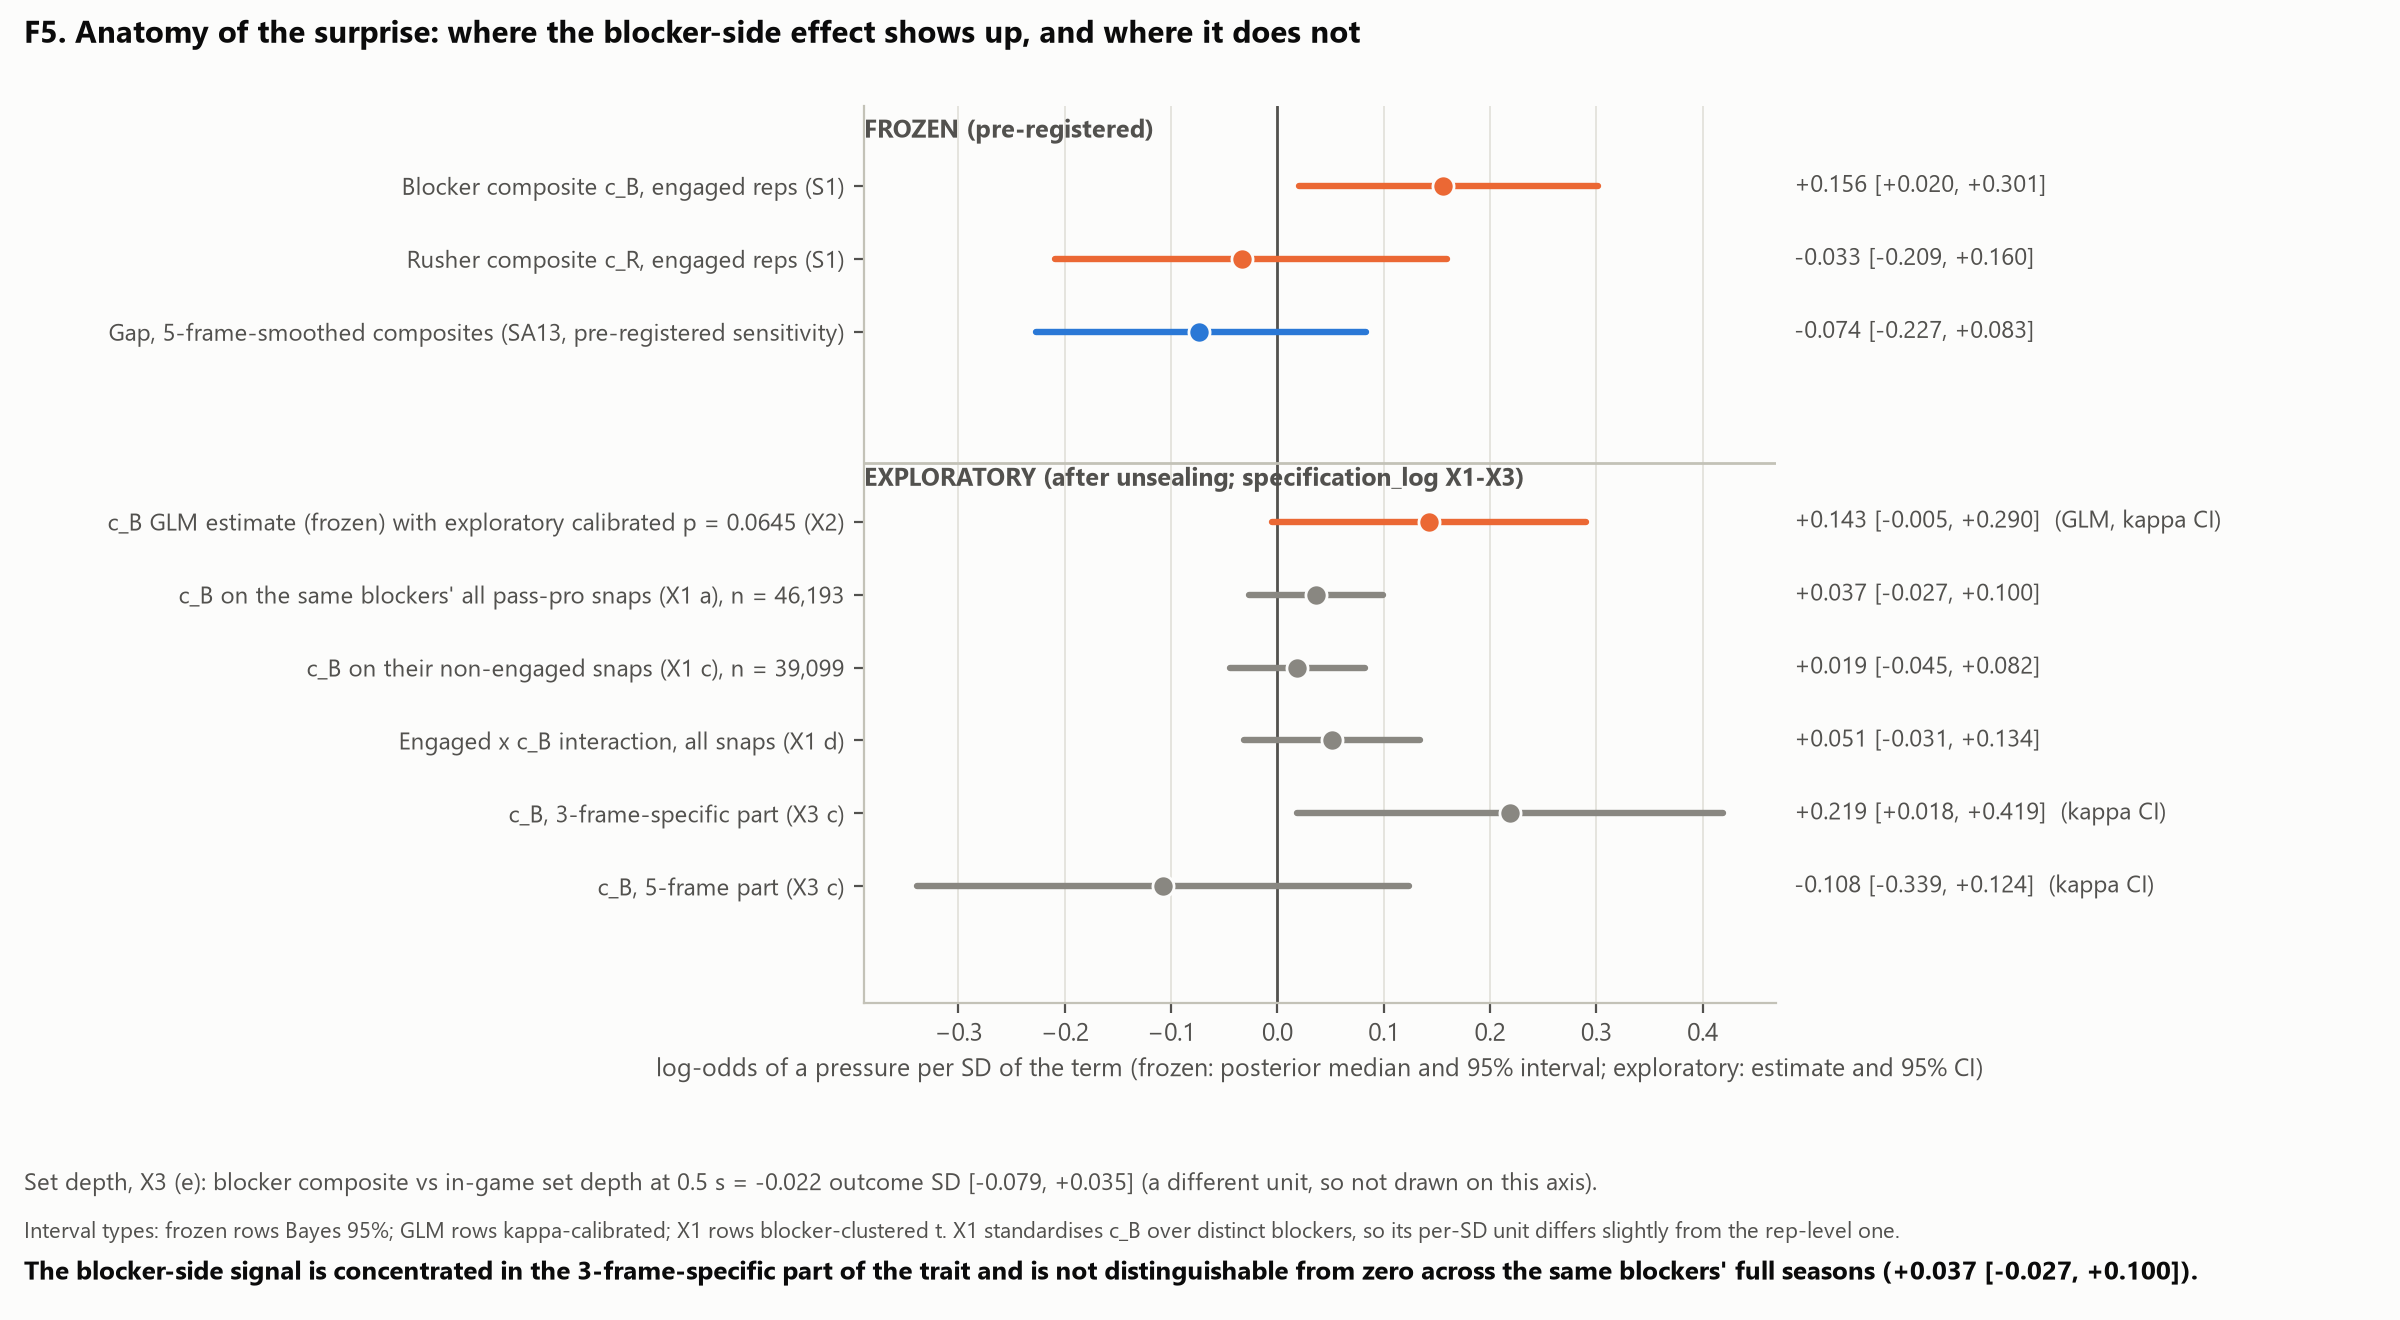 F5. Anatomy of the surprise: where the blocker-side effect shows up, and where it does not
FROZEN (pre-registered)
Blocker composite c_B, engaged reps (S1)
+0.156 [+0.020, +0.301]
Rusher composite c_R, engaged reps (S1)
-0.033 [-0.209, +0.160]
Gap, 5-frame-smoothed composites (SA13, pre-registered sensitivity)
-0.074 [-0.227, +0.083]
EXPLORATORY (after unsealing; specification_log X1-X3)
c_B GLM estimate (frozen) with exploratory calibrated p = 0.0645 (X2)
+0.143 [-0.005, +0.290]  (GLM, kappa CI)
c_B on the same blockers' all pass-pro snaps (X1 a), n = 46,193
+0.037 [-0.027, +0.100]
c_B on their non-engaged snaps (X1 c), n = 39,099
+0.019 [-0.045, +0.082]
Engaged x c_B interaction, all snaps (X1 d)
+0.051 [-0.031, +0.134]
c_B, 3-frame-specific part (X3 c)
+0.219 [+0.018, +0.419]  (kappa CI)
c_B, 5-frame part (X3 c)
-0.108 [-0.339, +0.124]  (kappa CI)
−0.3 −0.2 −0.1 0.0 0.1 0.2 0.3 0.4
log-odds of a pressure per SD of the term (frozen: posterior median and 95% interval; exploratory: estimate and 95% CI)
Set depth, X3 (e): blocker composite vs in-game set depth at 0.5 s = -0.022 outcome SD [-0.079, +0.035] (a different unit, so not drawn on this axis).
Interval types: frozen rows Bayes 95%; GLM rows kappa-calibrated; X1 rows blocker-clustered t. X1 standardises c_B over distinct blockers, so its per-SD unit differs slightly from the rep-level one.
The blocker-side signal is concentrated in the 3-frame-specific part of the trait and is not distinguishable from zero across the same blockers' full seasons (+0.037 [-0.027, +0.100]).